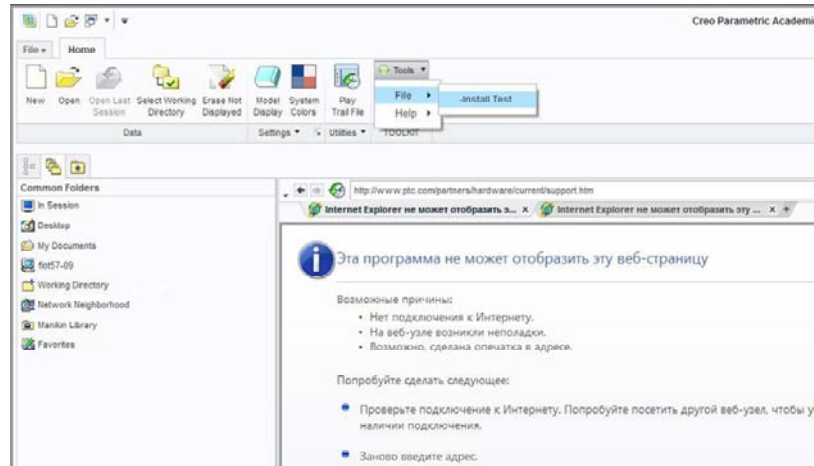 Creo Parametric Academi
File
Home
Tools
File
-Install Test
Help
New
Open
Open Last Session
Select Working Directory
Erase Not Displayed
Model Display
System Colors
Play Trail File
Data
Settings
Utilities
TOOLKIT
Common Folders
In Session
Desktop
My Documents
fiot57-09
Working Directory
Network Neighborhood
Manikin Library
Favorites
http://www.ptc.com/partners/hardware/current/support.htm
Internet Explorer не может отобразить э... x
Internet Explorer не может отобразить эту ... x
Эта программа не может отобразить эту веб-страницу
Возможные причины:
• Нет подключения к Интернету.
• На веб-узле возникли неполадки.
• Возможно, сделана опечатка в адресе.
Попробуйте сделать следующее:
Проверьте подключение к Интернету. Попробуйте посетить другой веб-узел, чтобы у
наличии подключения.
Заново введите адрес.